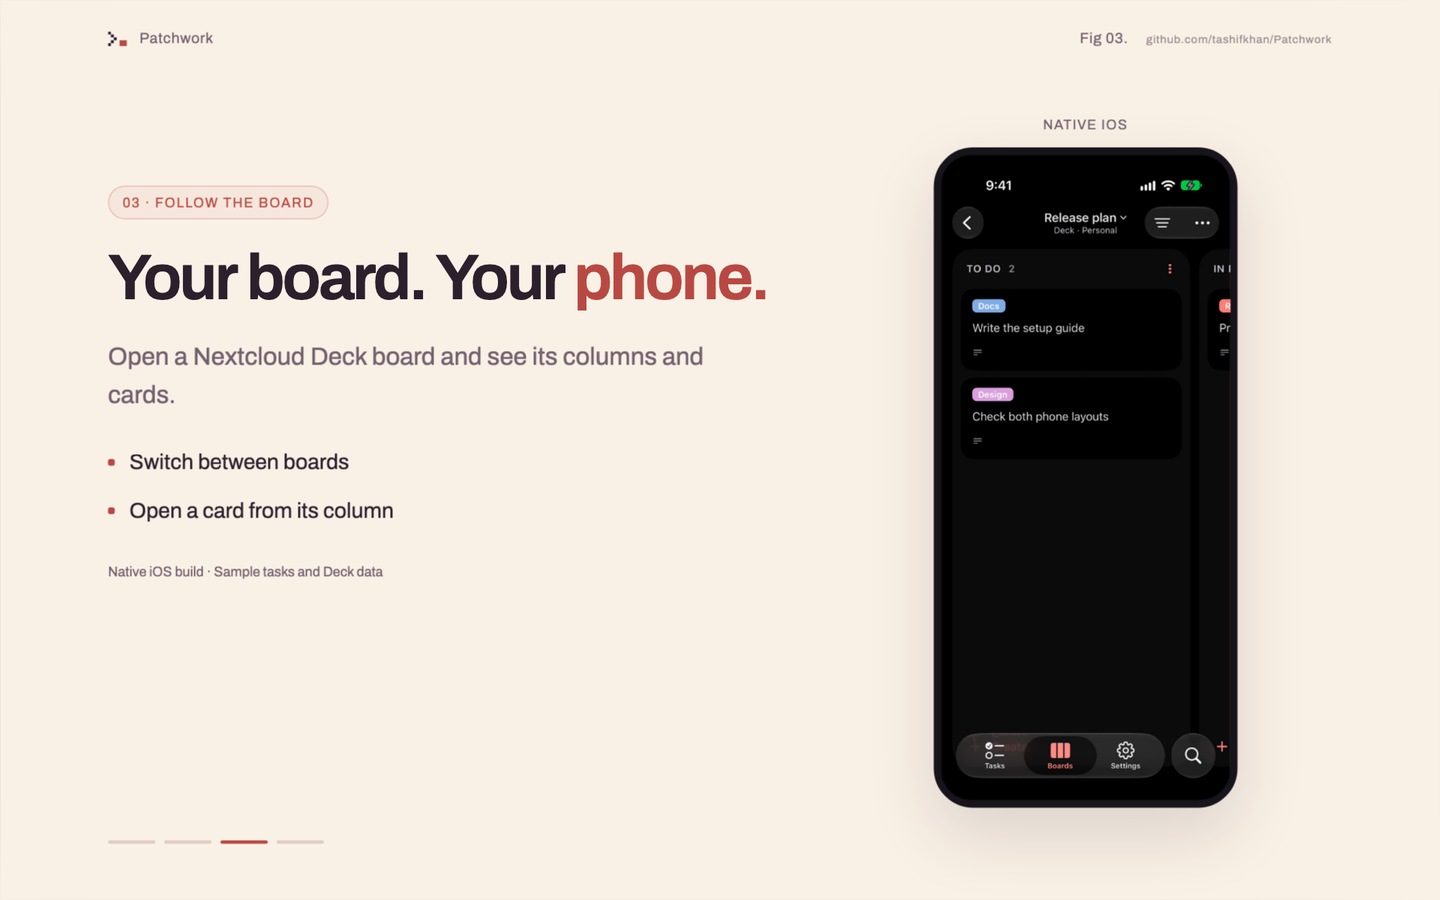 Patchwork
Fig 03.
github.com/tashifkhan/Patchwork
03 · FOLLOW THE BOARD
Your board. Your phone.
Open a Nextcloud Deck board and see its columns and
cards.
Switch between boards
Open a card from its column
Native iOS build · Sample tasks and Deck data
NATIVE IOS
9:41
Release plan
Deck · Personal
TO DO 2
IN
Docs
Write the setup guide
Pr
Design
Check both phone layouts
Tasks
Boards
Settings